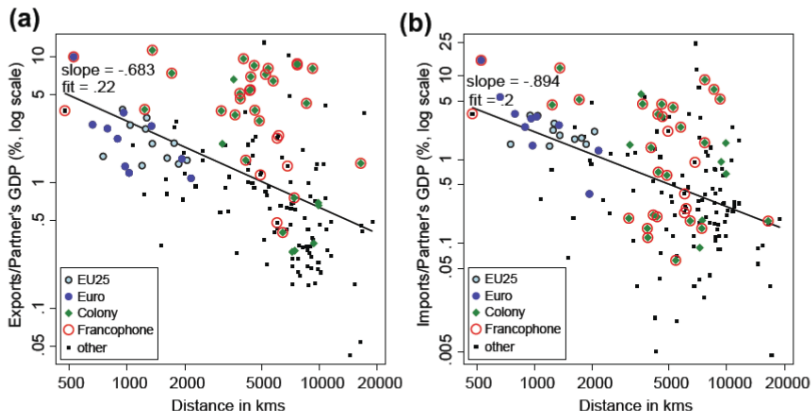 (a)
Exports/Partner's GDP (%, log scale)
10
5
1
.5
.1
.05
slope = -.683
fit = .22
EU25
Euro
Colony
Francophone
other
500
1000
2000
5000
10000
20000
Distance in kms
(b)
Imports/Partner's GDP (%, log scale)
25
10
5
1
.5
.1
.05
.005
slope = -.894
fit = .2
EU25
Euro
Colony
Francophone
other
500
1000
2000
5000
10000
20000
Distance in kms